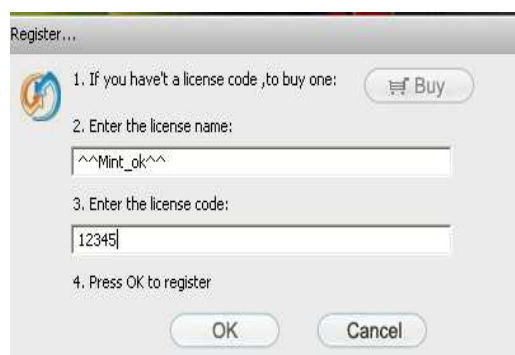 Register...
1. If you have't a license code ,to buy one:
Buy
2. Enter the license name:
^^Mint_ok^^
3. Enter the license code:
12345
4. Press OK to register
OK
Cancel